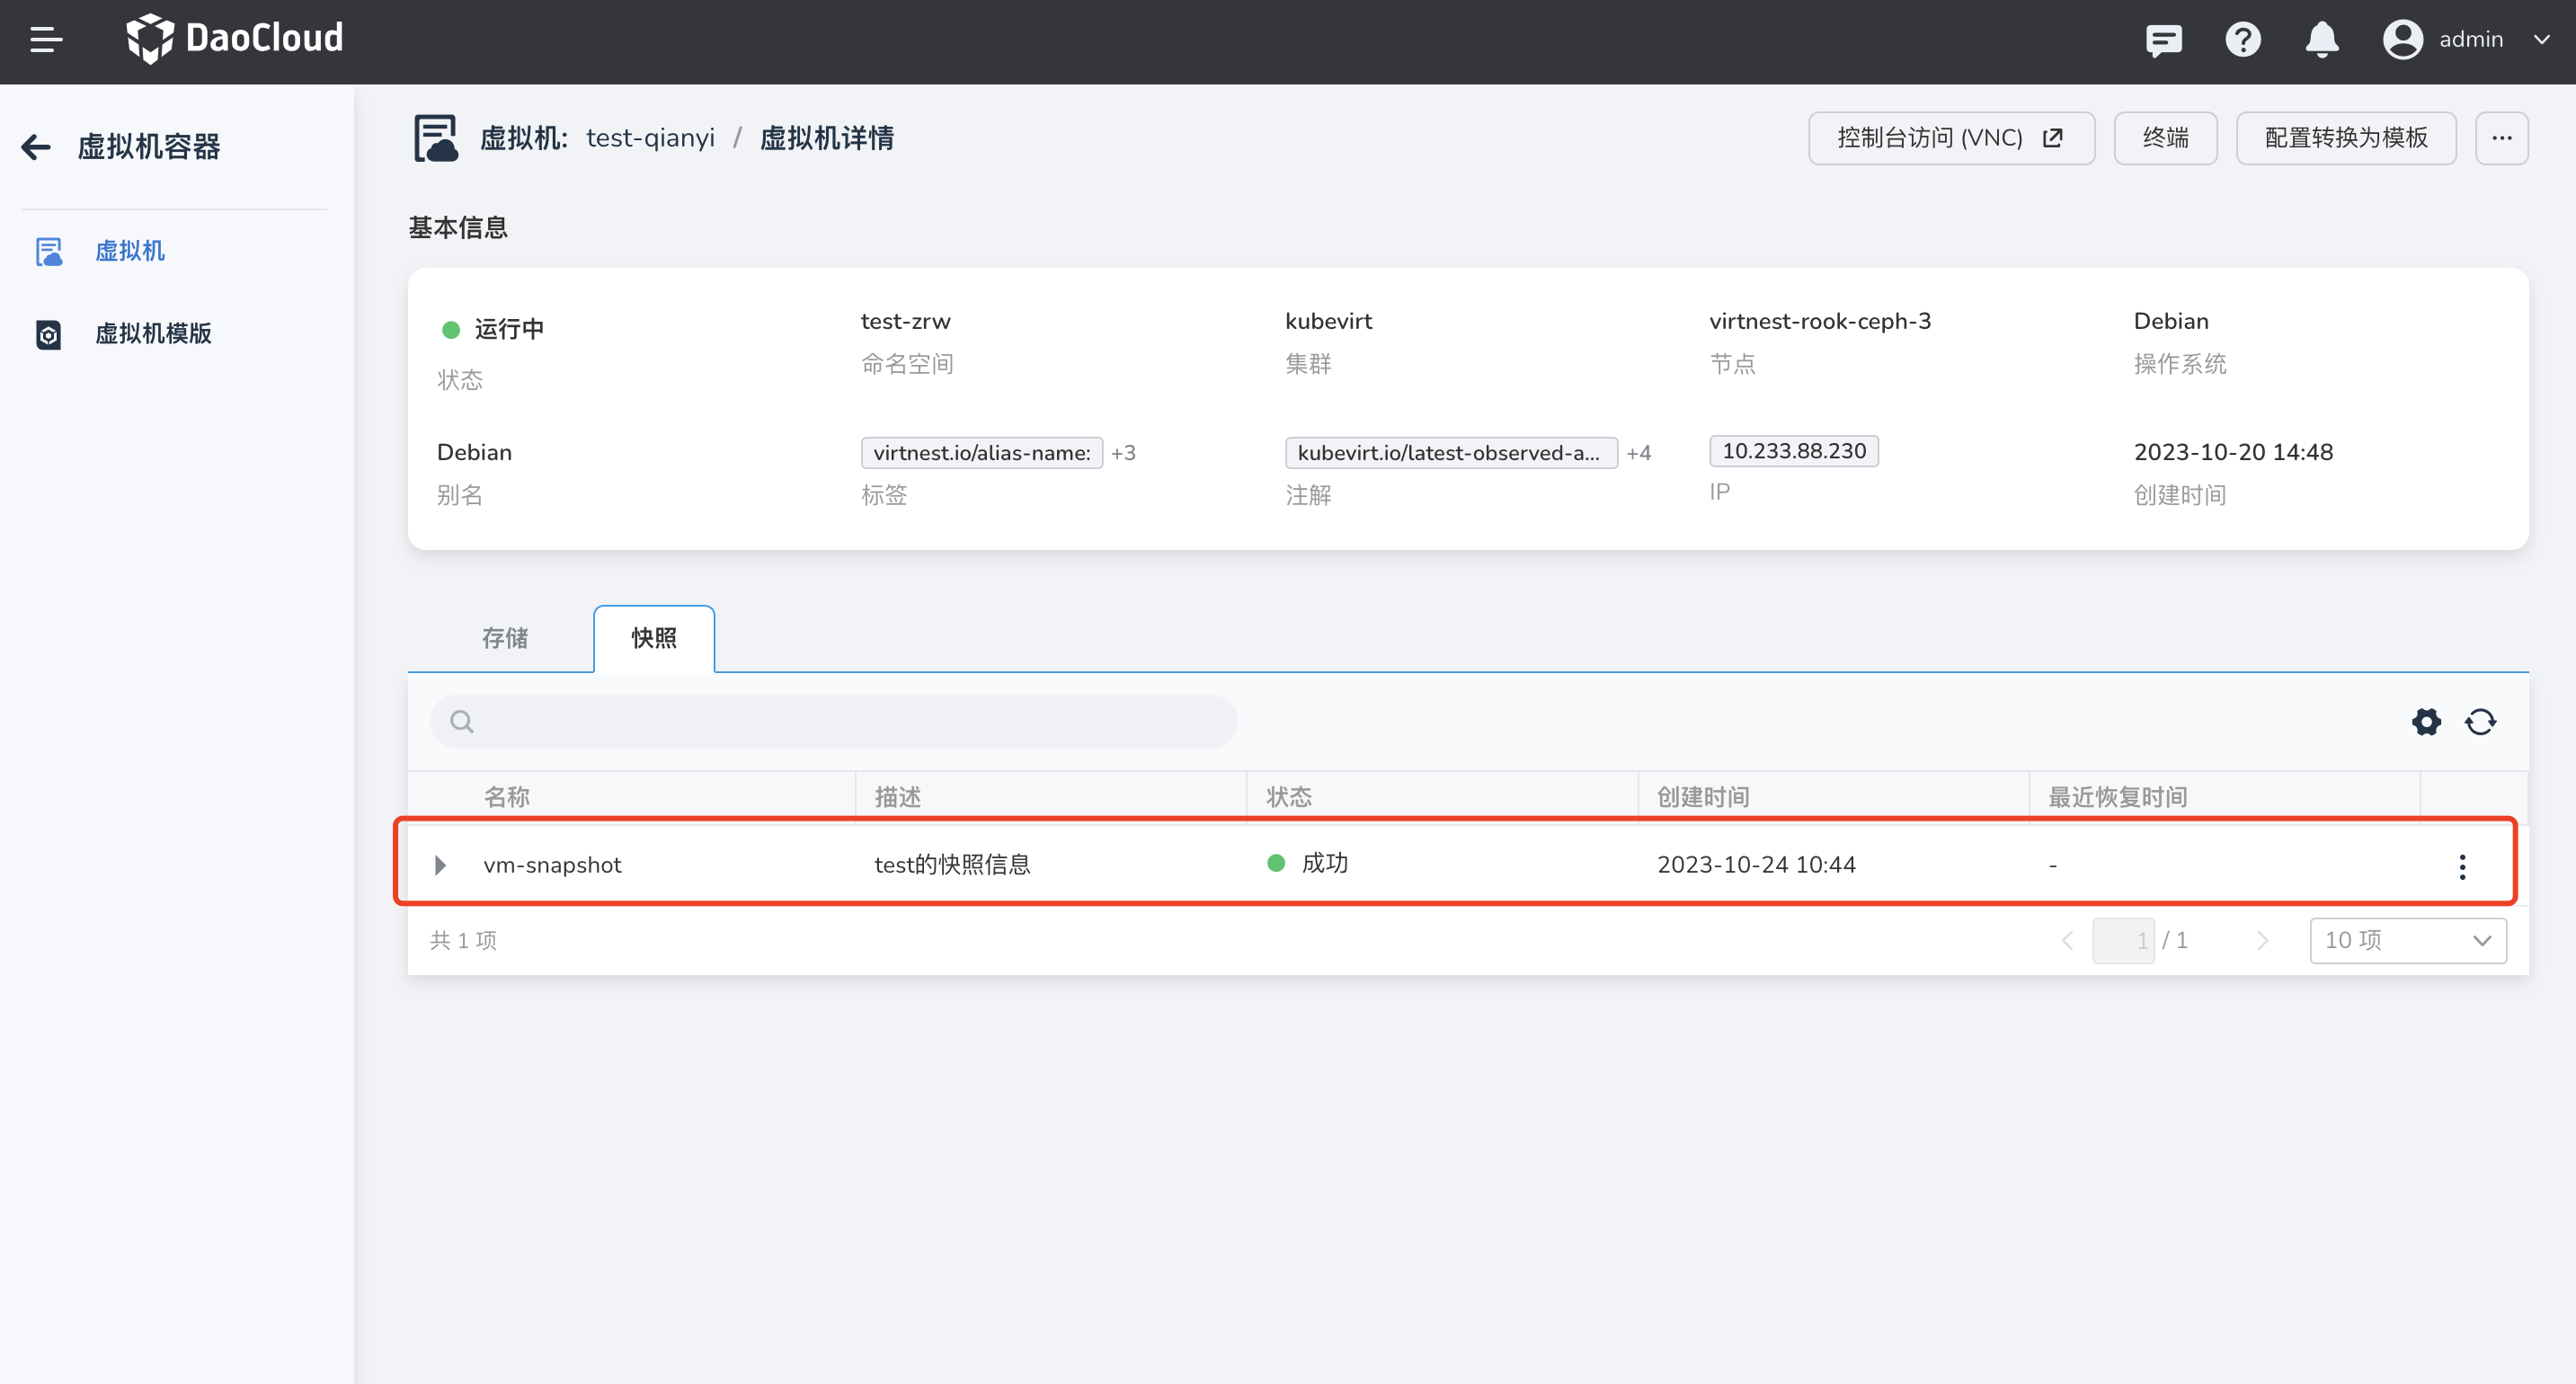 DaoCloud
admin
虚拟机容器
虚拟机
虚拟机模版
虚拟机: test-qianyi / 虚拟机详情
控制台访问 (VNC)
终端
配置转换为模板
基本信息
运行中
状态
test-zrw
命名空间
kubevirt
集群
virtnest-rook-ceph-3
节点
Debian
操作系统
Debian
别名
virtnest.io/alias-name: +3
标签
kubevirt.io/latest-observed-a... +4
注解
10.233.88.230
IP
2023-10-20 14:48
创建时间
存储 快照
名称 描述 状态 创建时间 最近恢复时间
vm-snapshot test的快照信息 成功 2023-10-24 10:44 -
共 1 项
1 / 1
10 项